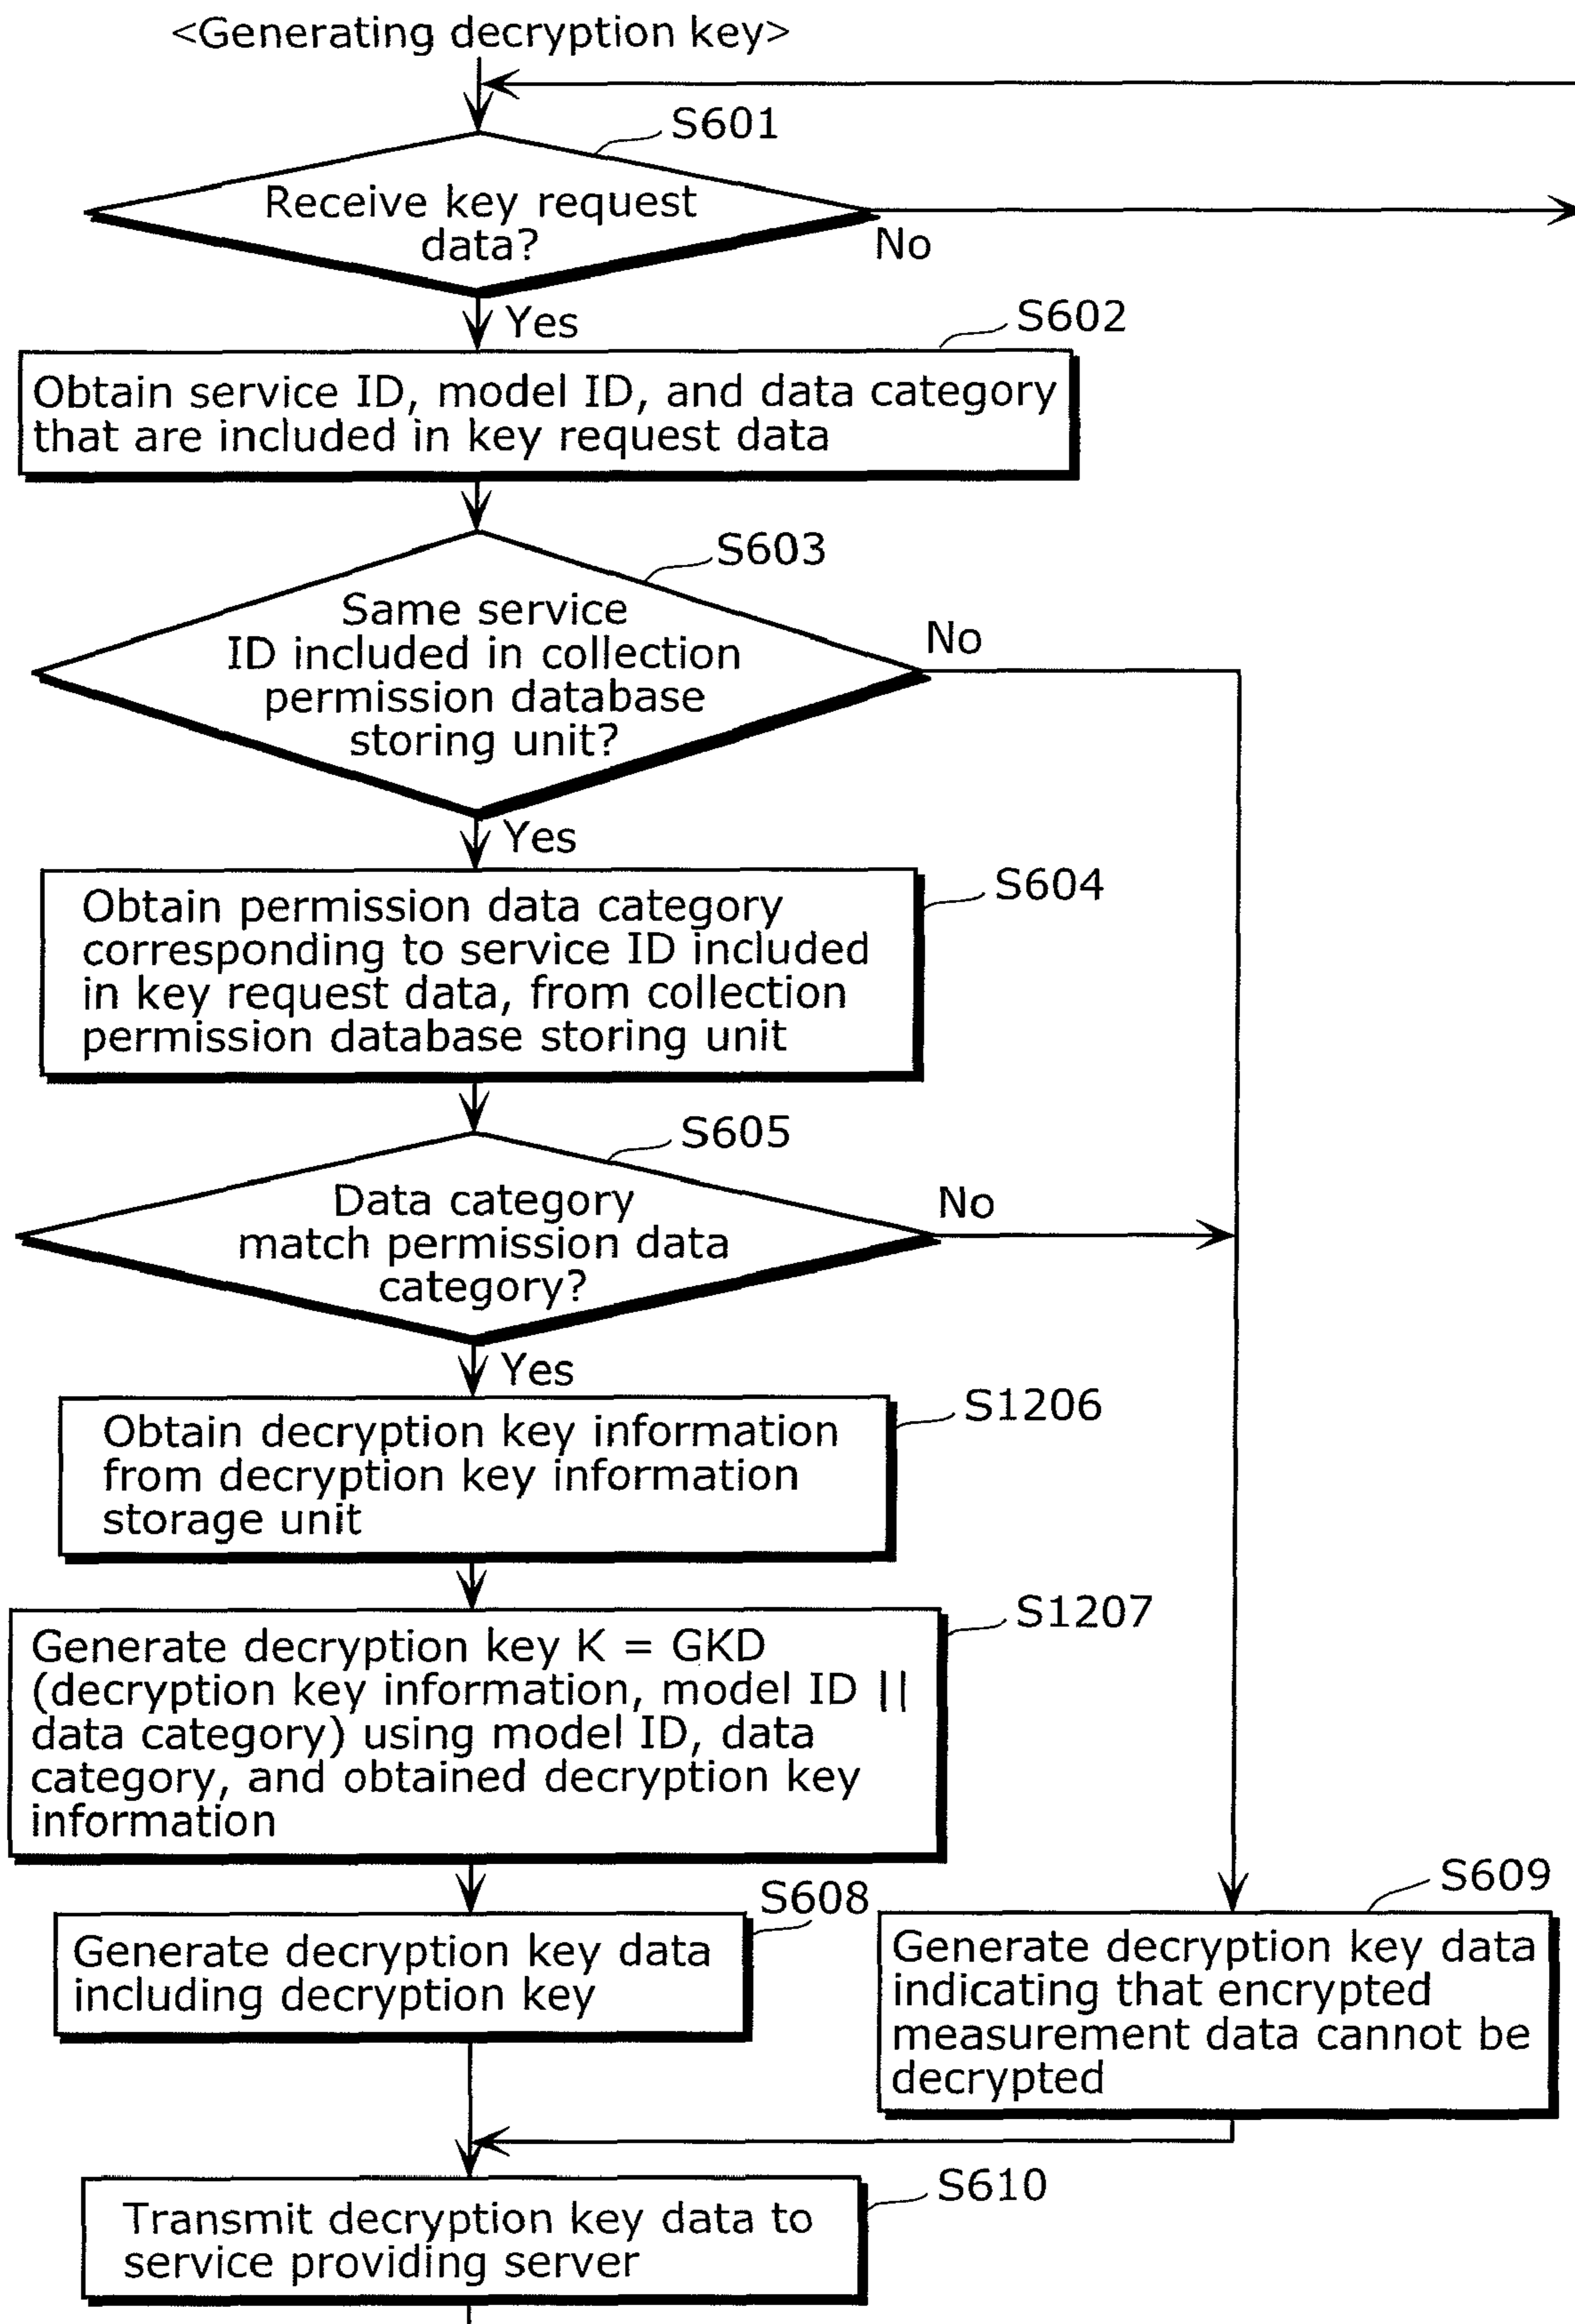 <Generating decryption key>
S601
Receive key request
data?
No
Yes
S602
Obtain service ID, model ID, and data category
that are included in key request data
S603
Same service
ID included in collection
permission database
storing unit?
No
Yes
S604
Obtain permission data category
corresponding to service ID included
in key request data, from collection
permission database storing unit
S605
Data category
match permission data
category?
No
Yes
S1206
Obtain decryption key information
from decryption key information
storage unit
S1207
Generate decryption key K = GKD
(decryption key information, model ID ||
data category) using model ID, data
category, and obtained decryption key
information
S608
Generate decryption key data
including decryption key
S609
Generate decryption key data
indicating that encrypted
measurement data cannot be
decrypted
S610
Transmit decryption key data to
service providing server